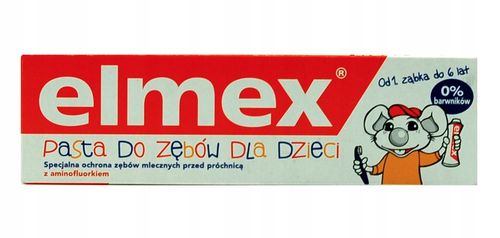 elmex®
Od 1. ząbka do 6 lat
0%
barwników
Pasta do zębów dla dzieci
Specjalna ochrona zębów mlecznych przed próchnicą
z aminofluorkiem